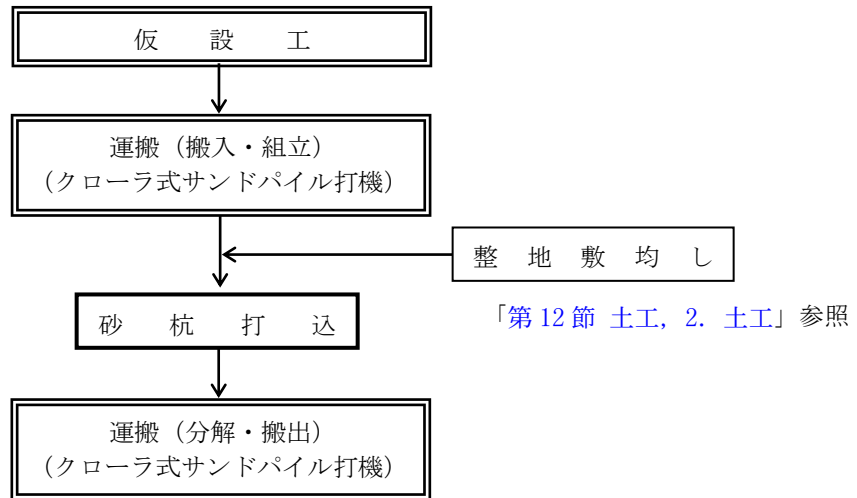 仮 設 工
運搬（搬入・組立）
（クローラ式サンドパイル打機）
整 地 敷 均 し
「第12節 土工, 2. 土工」参照
砂 杭 打 込
運搬（分解・搬出）
（クローラ式サンドパイル打機）